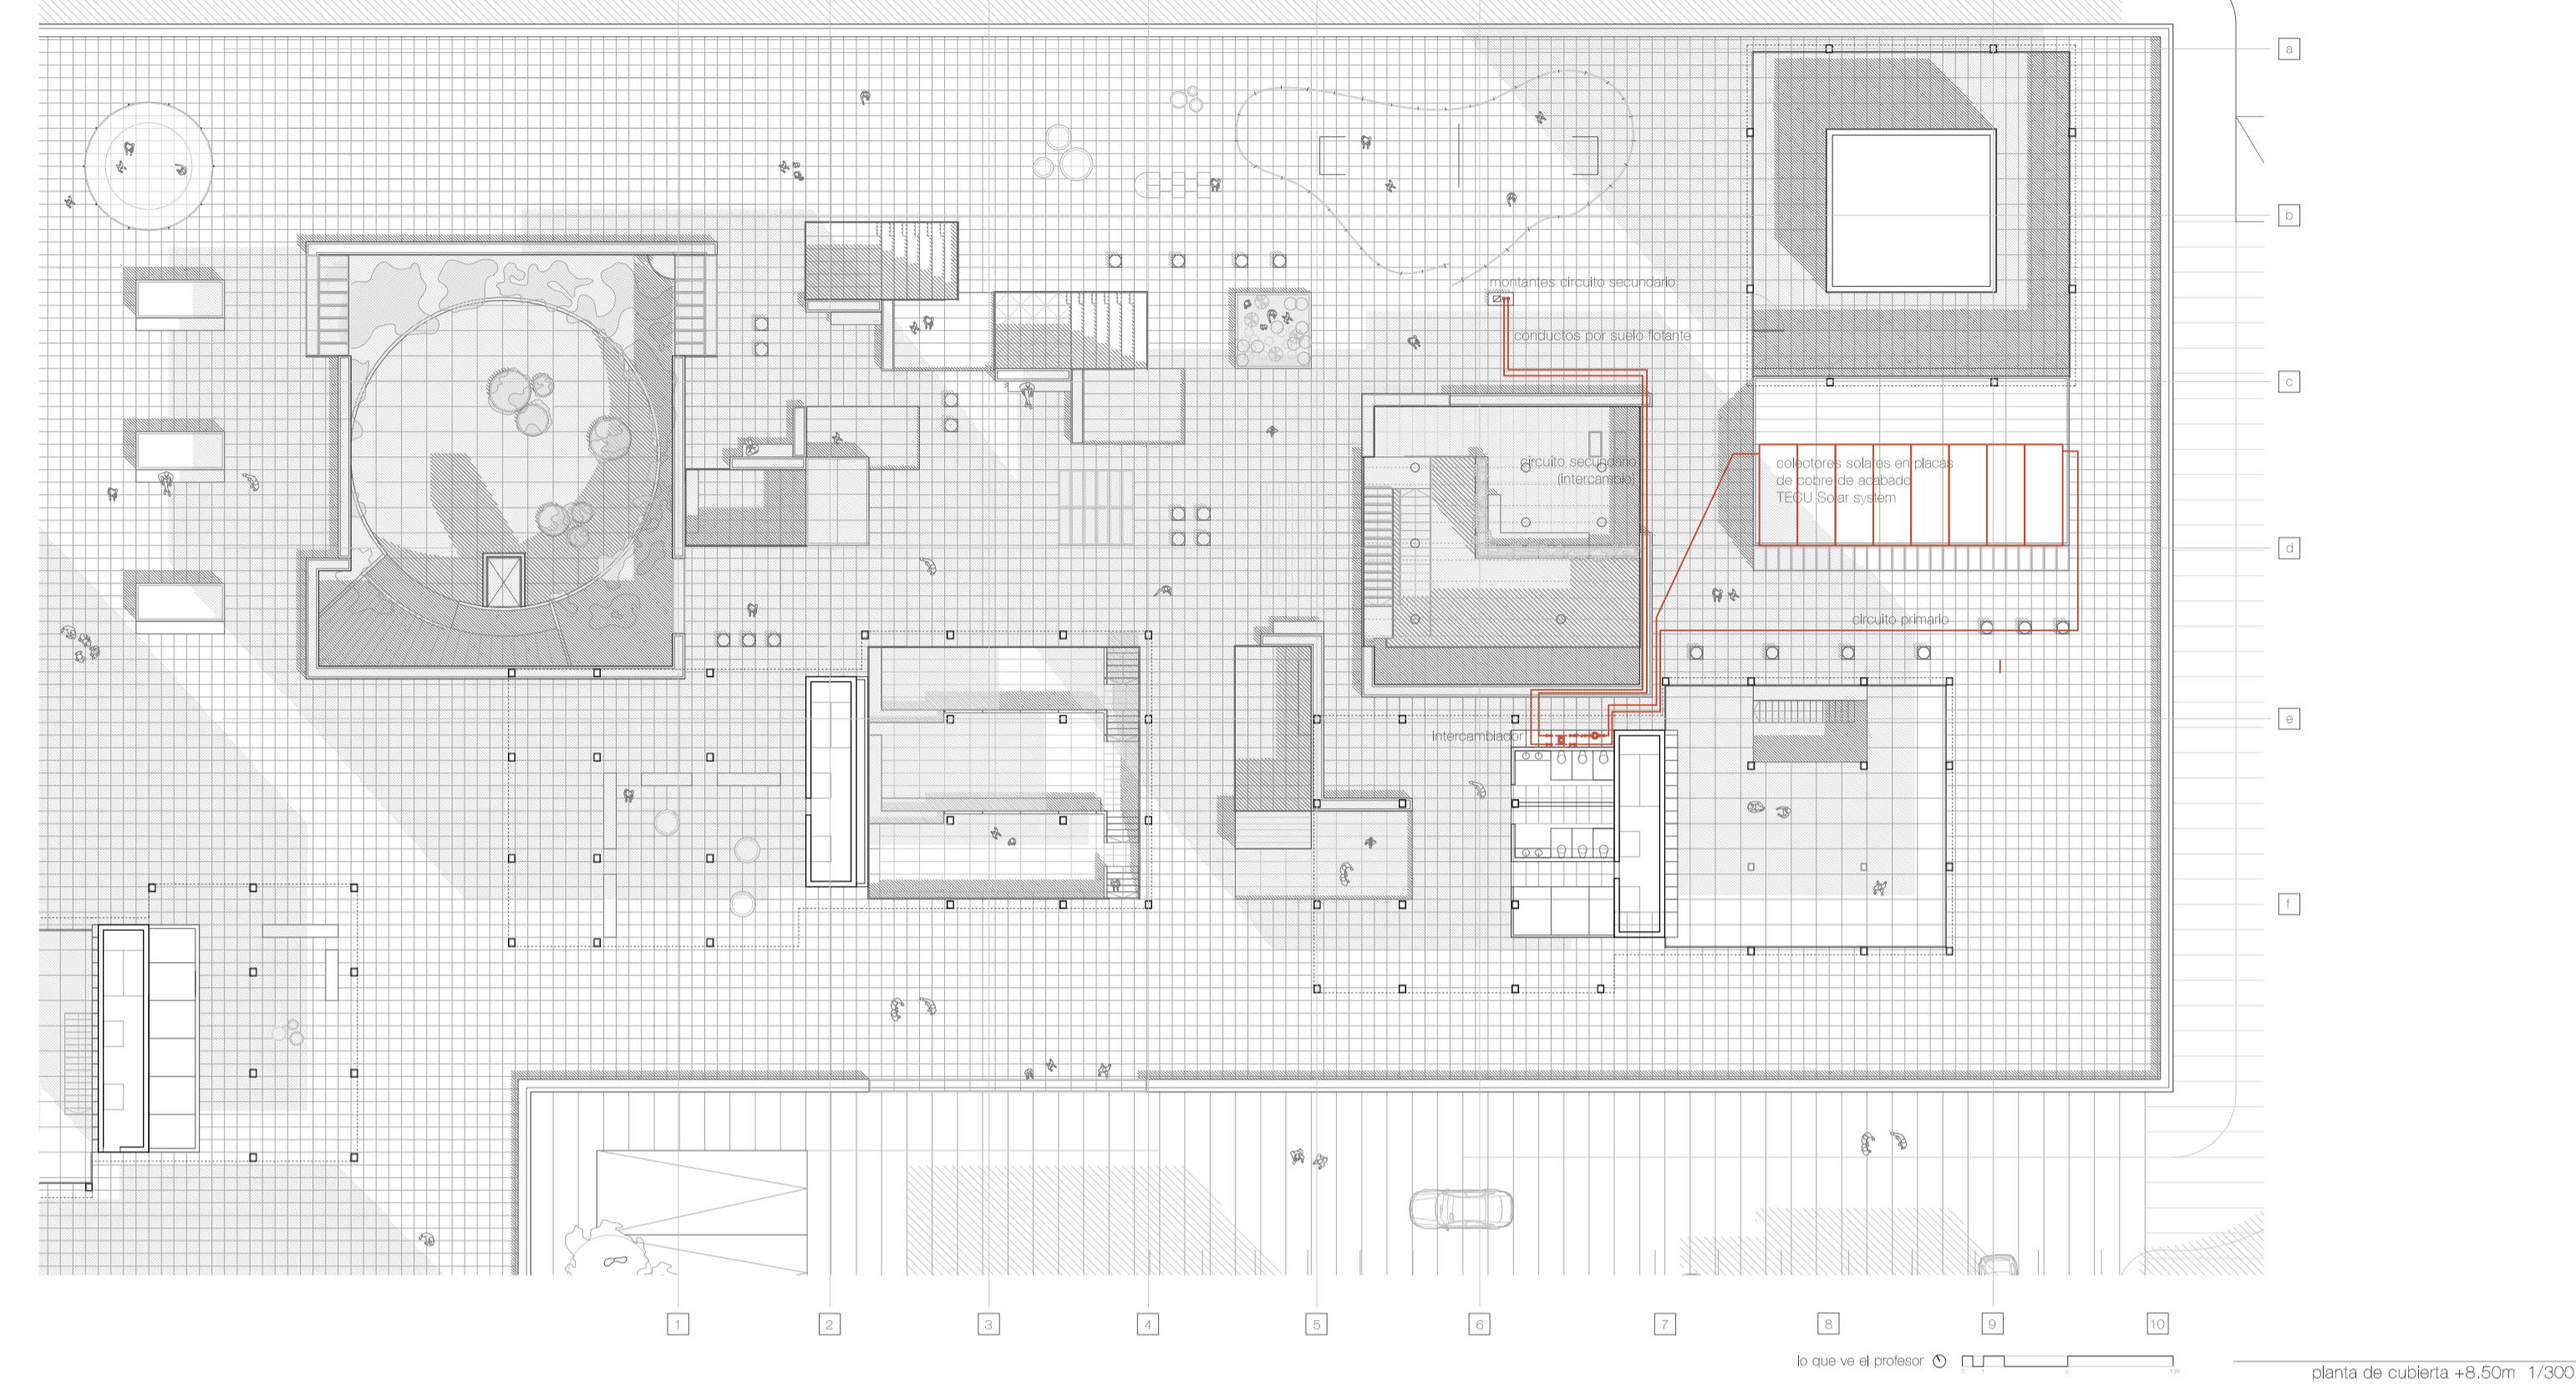 a
b
montantes circuito secundario
conductos por suelo flotante
c
circuito secundario
(intercambio)
colectores solares en placas
de cobre de acabado
TECU Solar system
d
circuito primario
e
intercambiador
f
1 2 3 4 5 6 7 8 9 10
lo que ve el profesor
planta de cubierta +8.50m 1/300